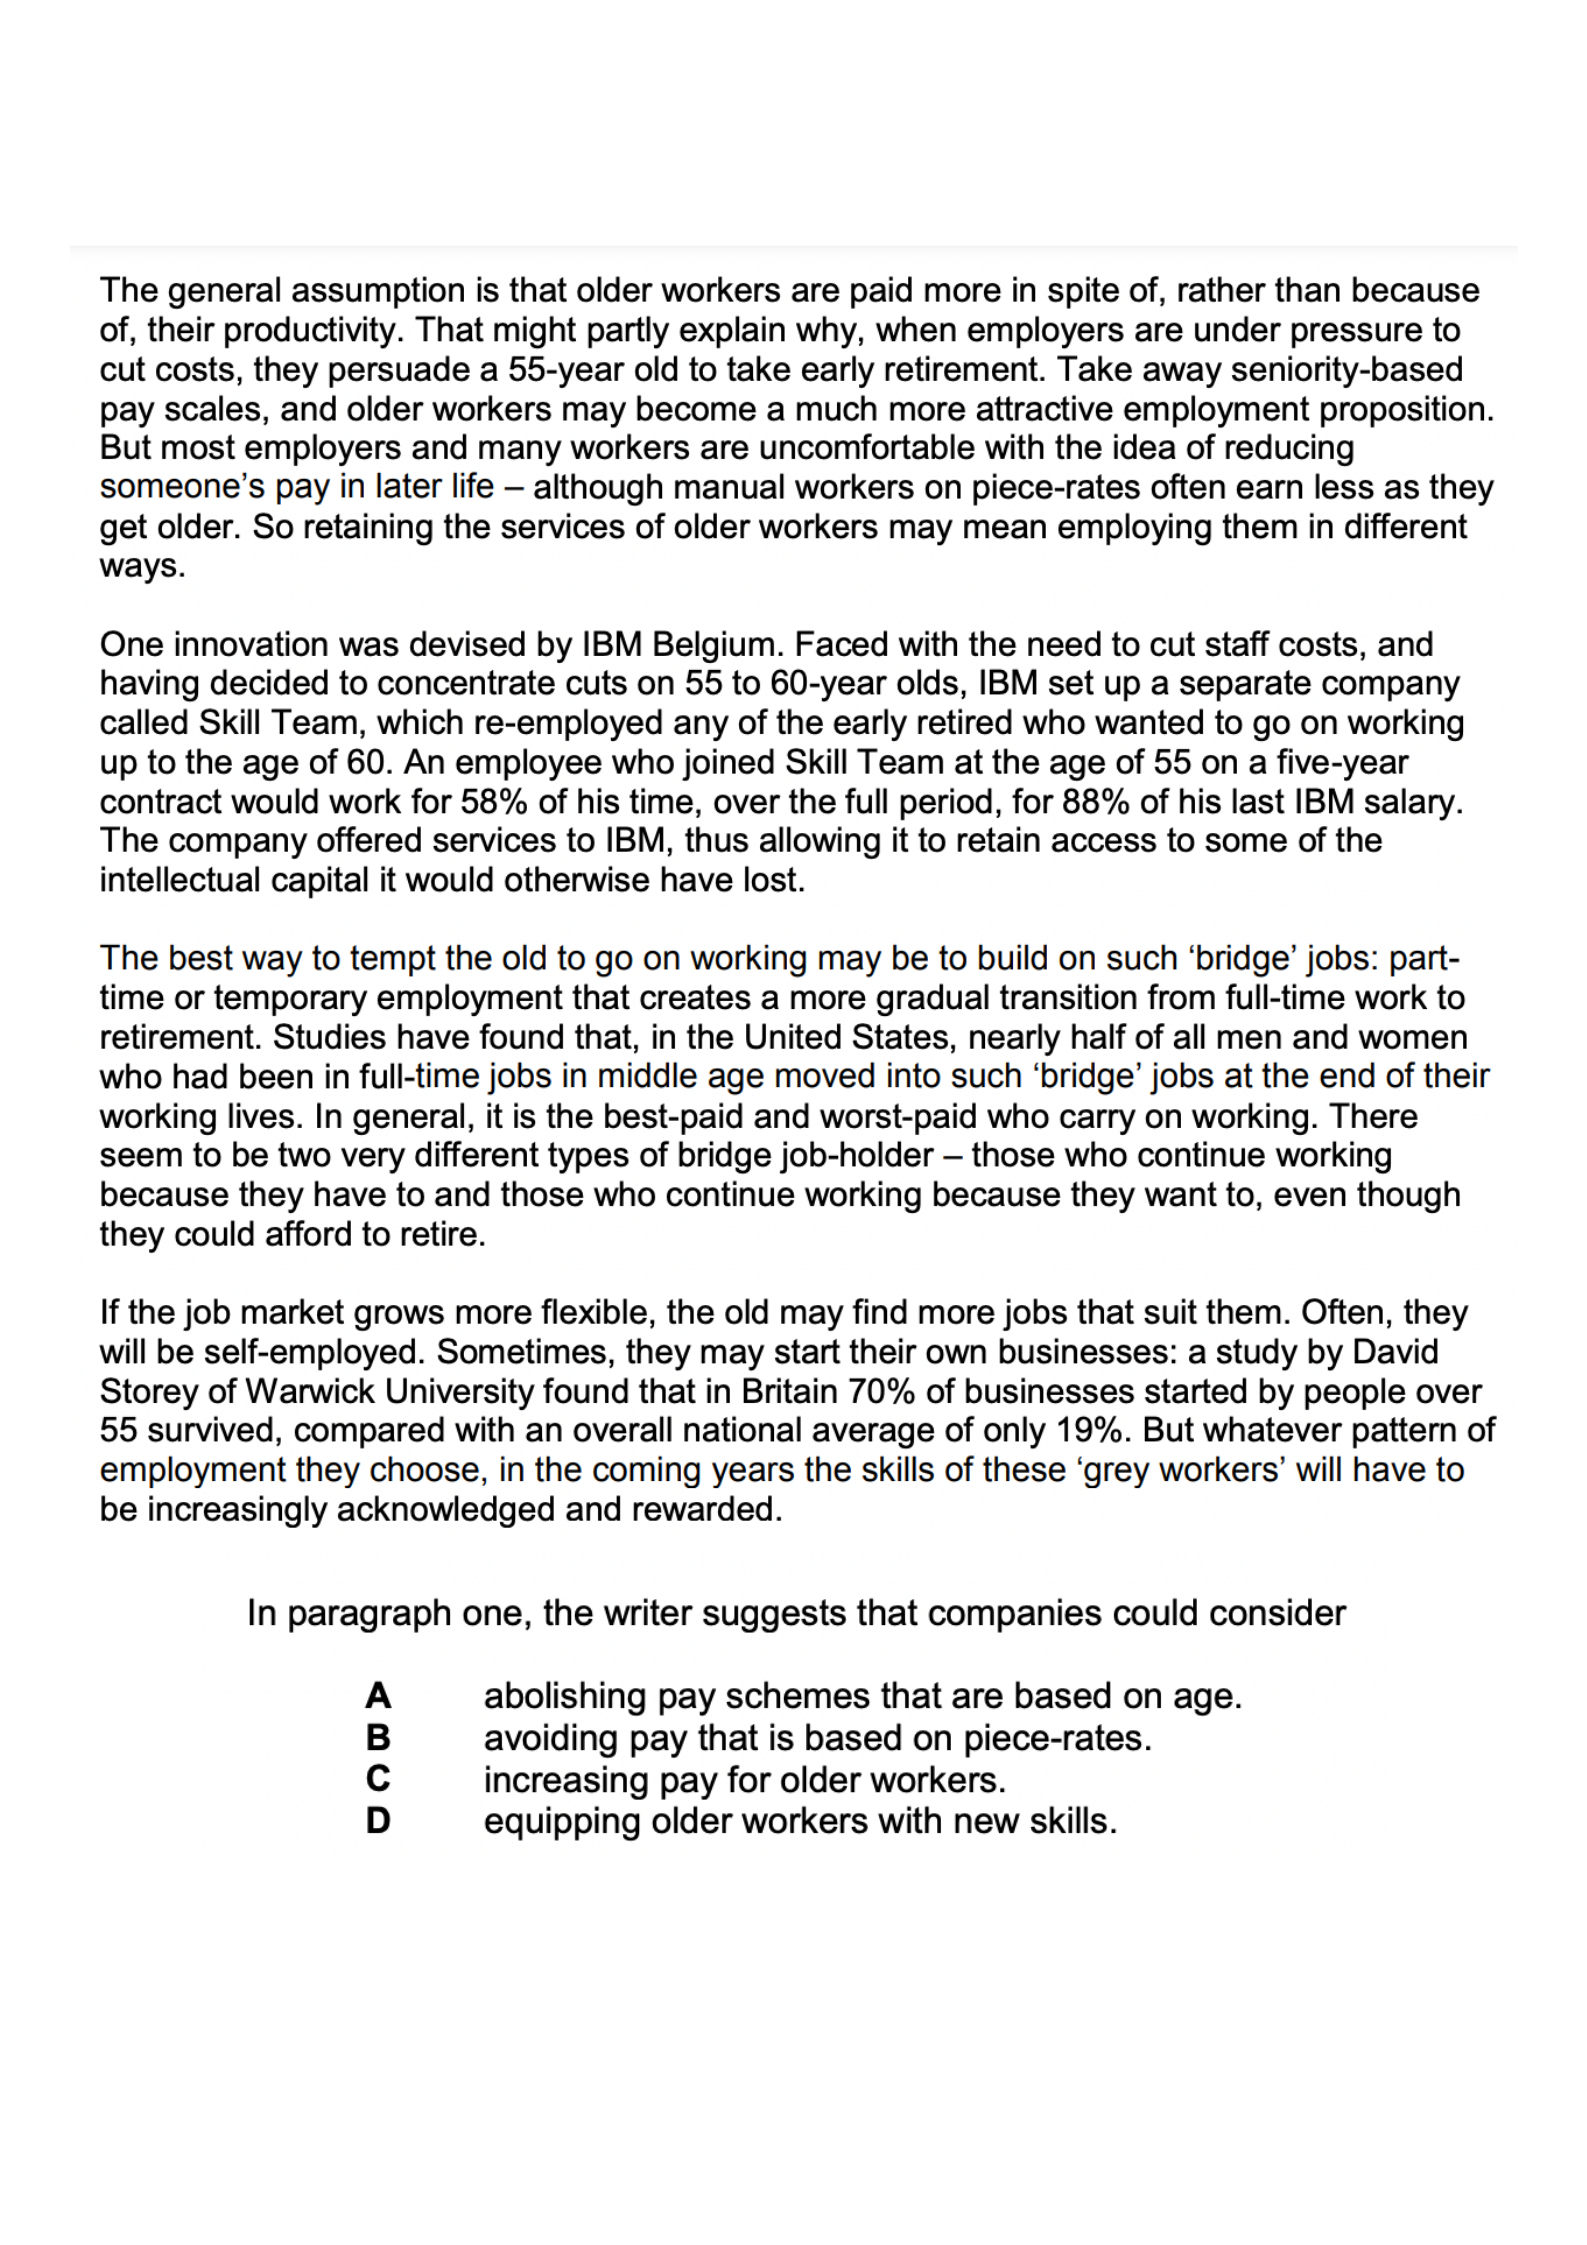 The general assumption is that older workers are paid more in spite of, rather than because
of, their productivity. That might partly explain why, when employers are under pressure to
cut costs, they persuade a 55-year old to take early retirement. Take away seniority-based
pay scales, and older workers may become a much more attractive employment proposition.
But most employers and many workers are uncomfortable with the idea of reducing
someone’s pay in later life – although manual workers on piece-rates often earn less as they
get older. So retaining the services of older workers may mean employing them in different
ways.
One innovation was devised by IBM Belgium. Faced with the need to cut staff costs, and
having decided to concentrate cuts on 55 to 60-year olds, IBM set up a separate company
called Skill Team, which re-employed any of the early retired who wanted to go on working
up to the age of 60. An employee who joined Skill Team at the age of 55 on a five-year
contract would work for 58% of his time, over the full period, for 88% of his last IBM salary.
The company offered services to IBM, thus allowing it to retain access to some of the
intellectual capital it would otherwise have lost.
The best way to tempt the old to go on working may be to build on such ‘bridge’ jobs: part-
time or temporary employment that creates a more gradual transition from full-time work to
retirement. Studies have found that, in the United States, nearly half of all men and women
who had been in full-time jobs in middle age moved into such ‘bridge’ jobs at the end of their
working lives. In general, it is the best-paid and worst-paid who carry on working. There
seem to be two very different types of bridge job-holder – those who continue working
because they have to and those who continue working because they want to, even though
they could afford to retire.
If the job market grows more flexible, the old may find more jobs that suit them. Often, they
will be self-employed. Sometimes, they may start their own businesses: a study by David
Storey of Warwick University found that in Britain 70% of businesses started by people over
55 survived, compared with an overall national average of only 19%. But whatever pattern of
employment they choose, in the coming years the skills of these ‘grey workers’ will have to
be increasingly acknowledged and rewarded.
In paragraph one, the writer suggests that companies could consider
A abolishing pay schemes that are based on age.
B avoiding pay that is based on piece-rates.
C increasing pay for older workers.
D equipping older workers with new skills.